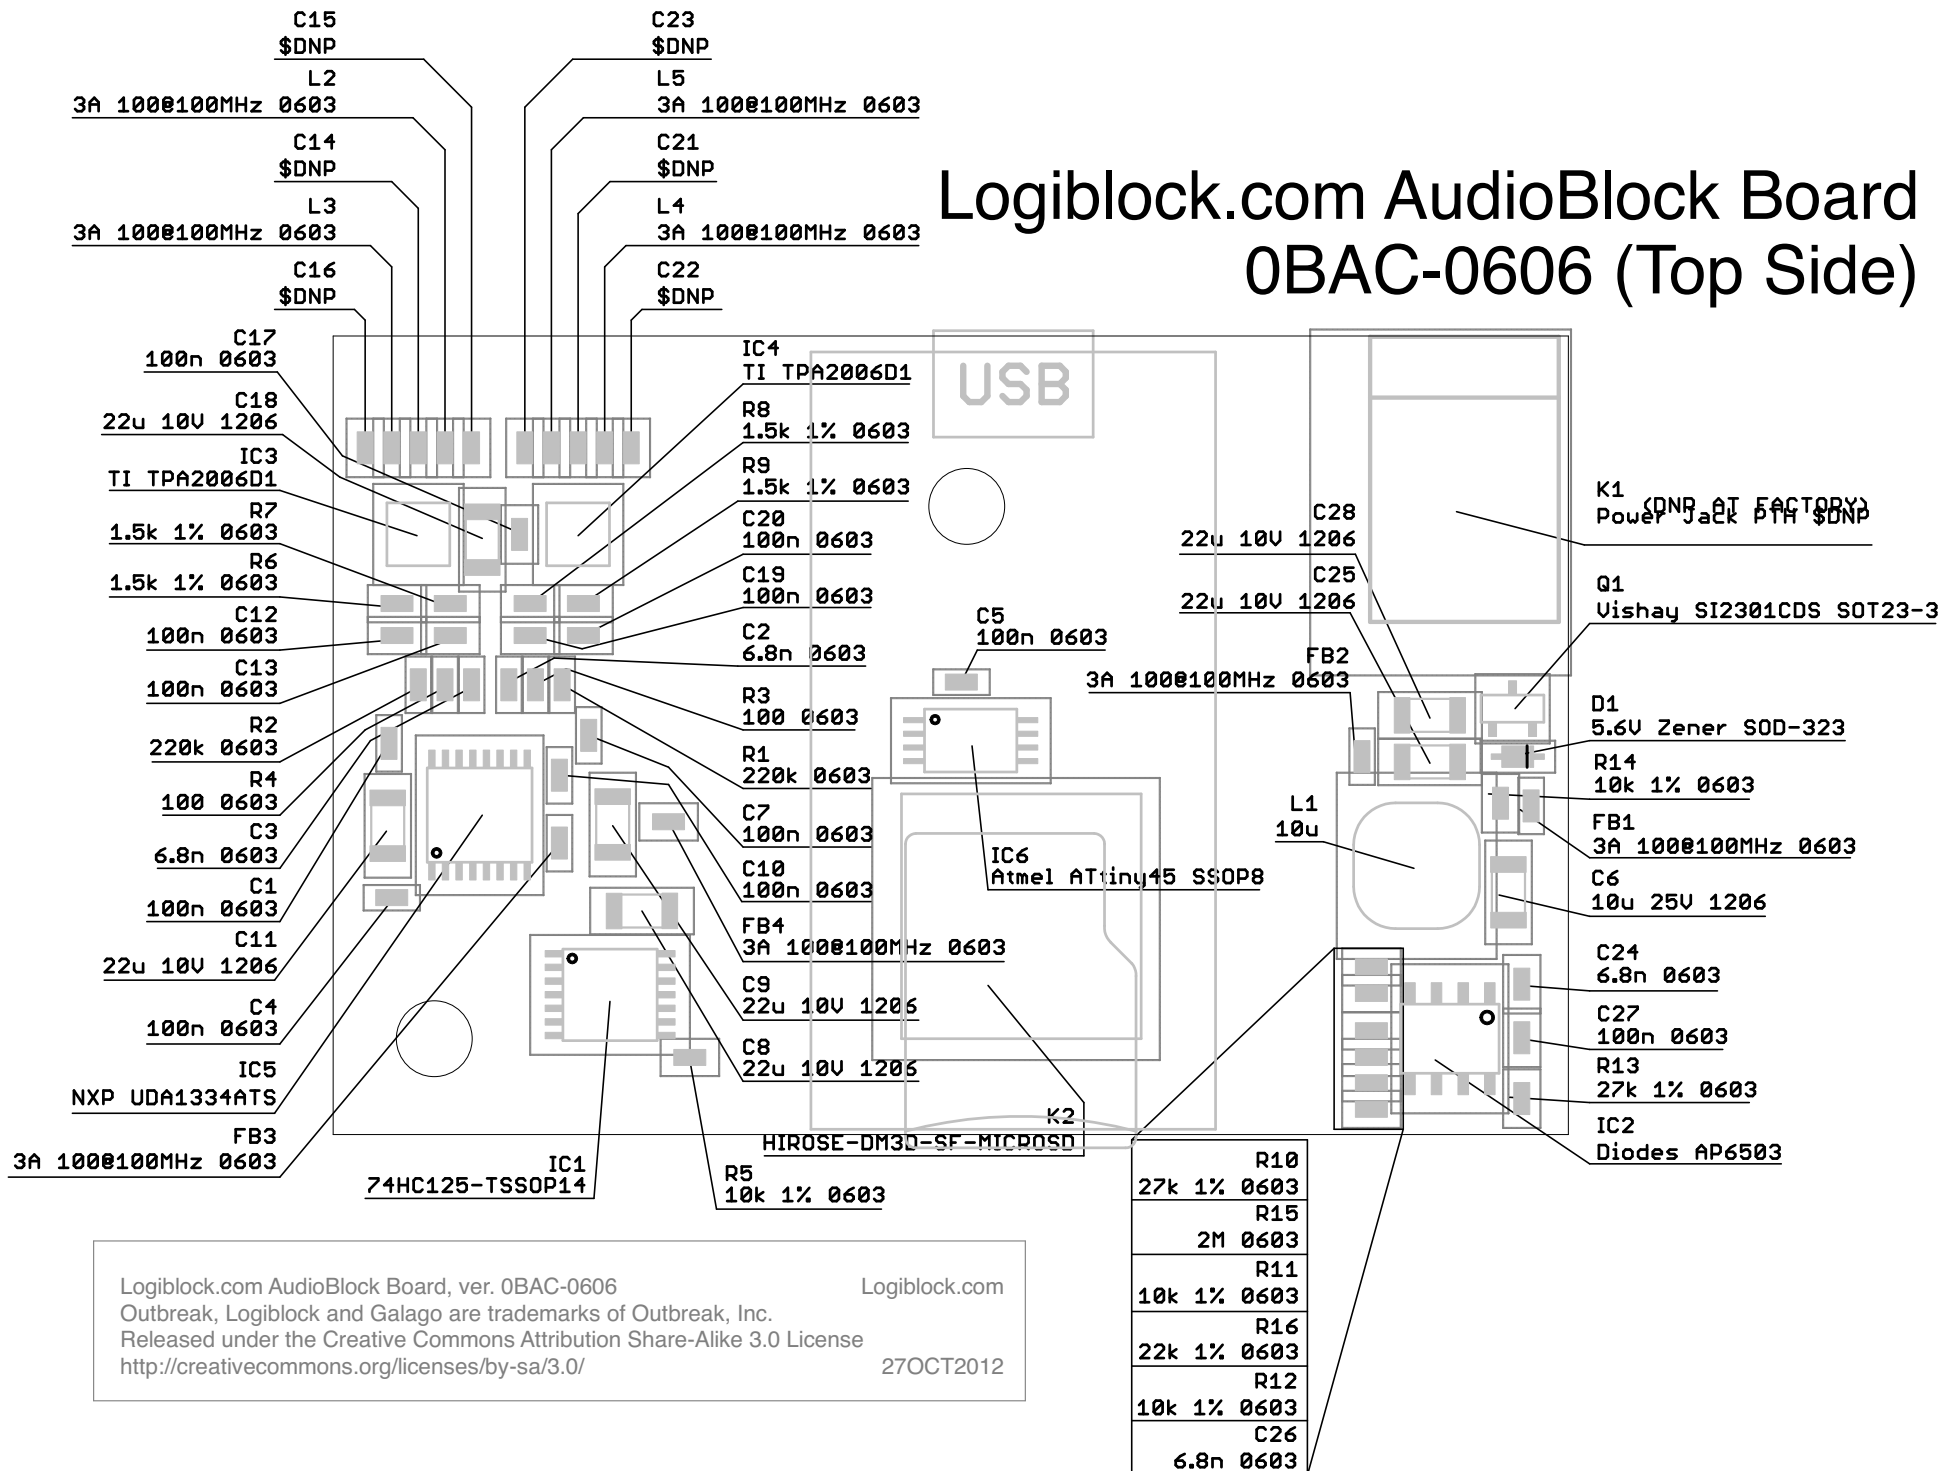 C15
$DNP
L2
3A 100@100MHz 0603
C14
$DNP
L3
3A 100@100MHz 0603
C16
$DNP
C23
$DNP
L5
3A 100@100MHz 0603
C21
$DNP
L4
3A 100@100MHz 0603
C22
$DNP
Logiblock.com AudioBlock Board
0BAC-0606 (Top Side)
C17
100n 0603
C18
22u 10V 1206
IC3
TI TPA2006D1
R7
1.5k 1% 0603
R6
1.5k 1% 0603
C12
100n 0603
C13
100n 0603
R2
220k 0603
R4
100 0603
C3
6.8n 0603
C1
100n 0603
C11
22u 10V 1206
C4
100n 0603
IC5
NXP UDA1334ATS
FB3
3A 100@100MHz 0603
IC1
74HC125-TSSOP14
IC4
TI TPA2006D1
R8
1.5k 1% 0603
R9
1.5k 1% 0603
C20
100n 0603
C19
100n 0603
C2
6.8n 0603
R3
100 0603
R1
220k 0603
C7
100n 0603
C10
100n 0603
FB4
3A 100@100MHz 0603
C9
22u 10V 1206
C8
22u 10V 1206
R5
10k 1% 0603
USB
C5
100n 0603
IC6
Atmel ATtiny45 SSOP8
K2
HIROSE-DM3D-SF-MICROSD
C28
22u 10V 1206
C25
22u 10V 1206
FB2
3A 100@100MHz 0603
L1
10u
K1
(DNP AT FACTORY)
Power Jack PTH $DNP
Q1
Vishay SI2301CDS SOT23-3
D1
5.6V Zener SOD-323
R14
10k 1% 0603
FB1
3A 100@100MHz 0603
C6
10u 25V 1206
C24
6.8n 0603
C27
100n 0603
R13
27k 1% 0603
IC2
Diodes AP6503
R10
27k 1% 0603
R15
2M 0603
R11
10k 1% 0603
R16
22k 1% 0603
R12
10k 1% 0603
C26
6.8n 0603
Logiblock.com AudioBlock Board, ver. 0BAC-0606 Logiblock.com
Outbreak, Logiblock and Galago are trademarks of Outbreak, Inc.
Released under the Creative Commons Attribution Share-Alike 3.0 License
http://creativecommons.org/licenses/by-sa/3.0/ 27OCT2012